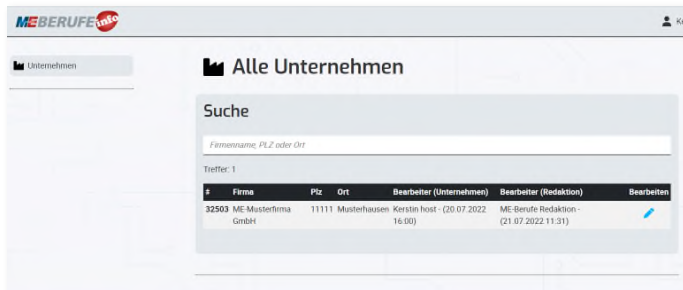 MEBERUFE info
Unternehmen
Alle Unternehmen
Suche
Firmenname, PLZ oder Ort
Treffer: 1
# Firma Plz Ort Bearbeiter (Unternehmen) Bearbeiter (Redaktion) Bearbeiten
32503 ME-Musterfirma 11111 Musterhausen Kerstin host - (20.07.2022 ME-Berufe Redaktion -
GmbH 16:00) (21.07.2022 11:31)